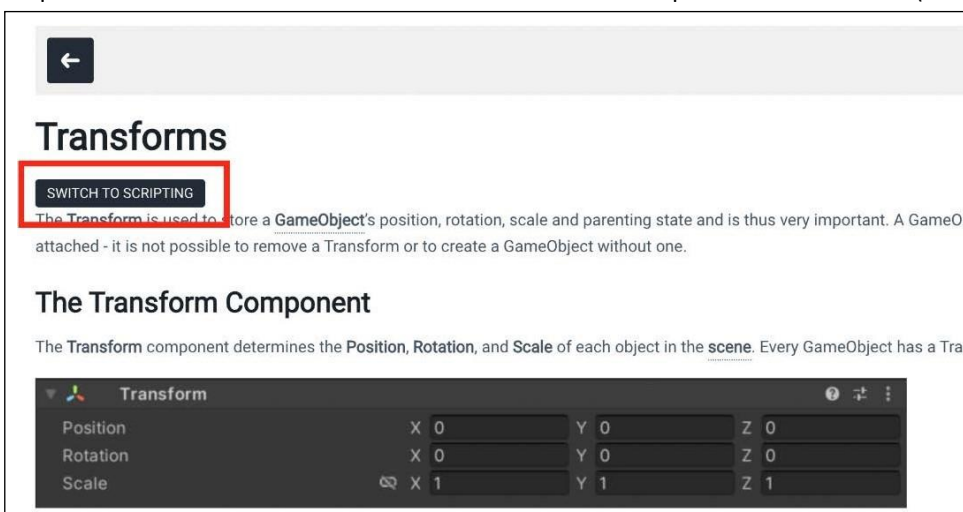 Transforms
SWITCH TO SCRIPTING
The Transform is used to store a GameObject's position, rotation, scale and parenting state and is thus very important. A GameO
attached - it is not possible to remove a Transform or to create a GameObject without one.
The Transform Component
The Transform component determines the Position, Rotation, and Scale of each object in the scene. Every GameObject has a Tra
Transform
Position X 0 Y 0 Z 0
Rotation X 0 Y 0 Z 0
Scale X 1 Y 1 Z 1